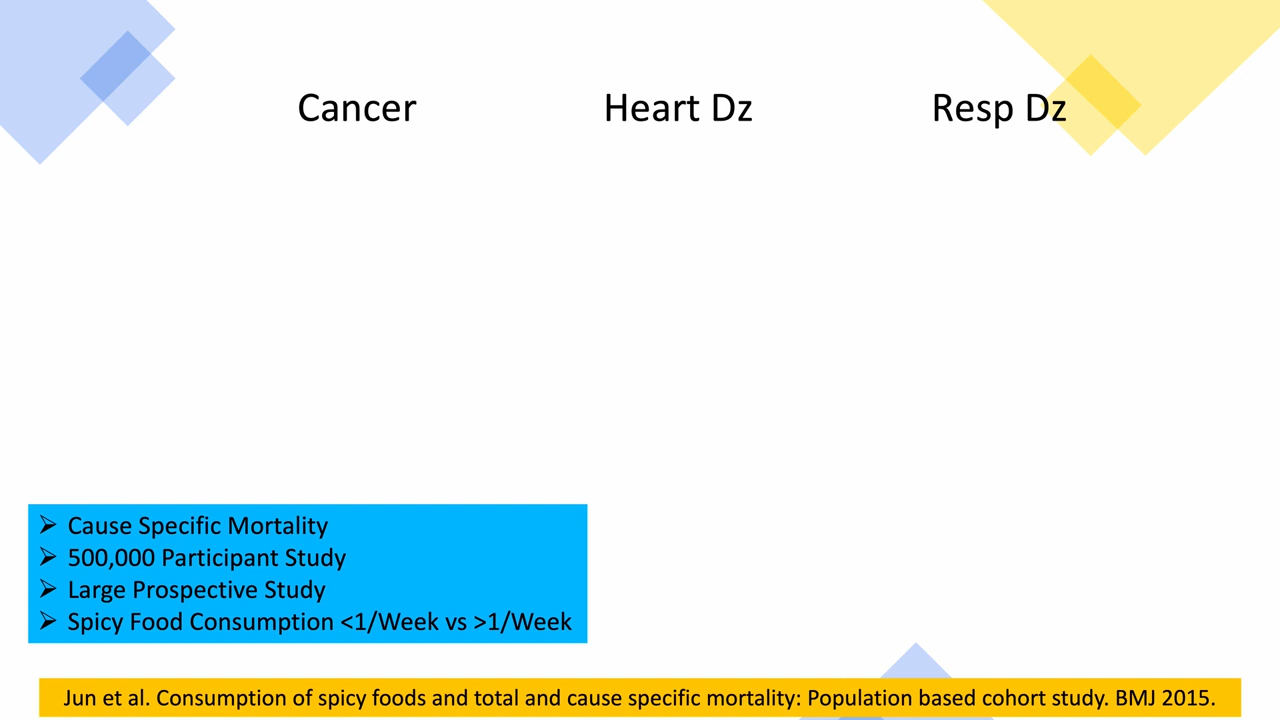 Cancer Heart Dz Resp Dz
➢ Cause Specific Mortality
➢ 500,000 Participant Study
➢ Large Prospective Study
➢ Spicy Food Consumption <1/Week vs >1/Week
Jun et al. Consumption of spicy foods and total and cause specific mortality: Population based cohort study. BMJ 2015.